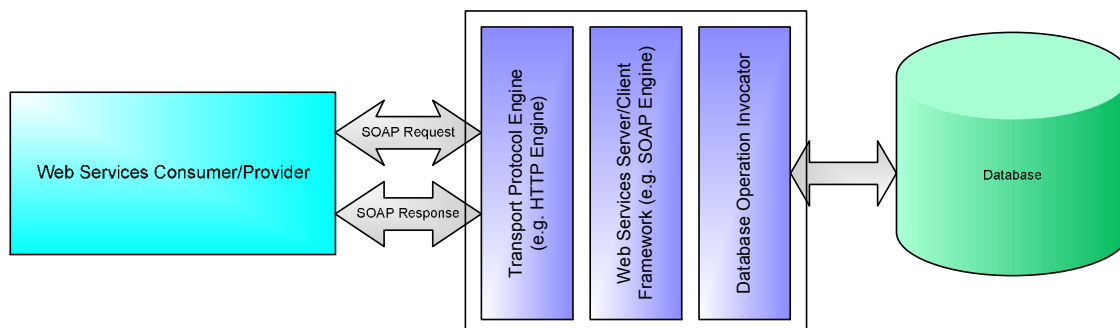 Web Services Consumer/Provider
SOAP Request
SOAP Response
Transport Protocol Engine
(e.g. HTTP Engine)
Web Services Server/Client
Framework (e.g. SOAP Engine)
Database Operation Invocator
Database